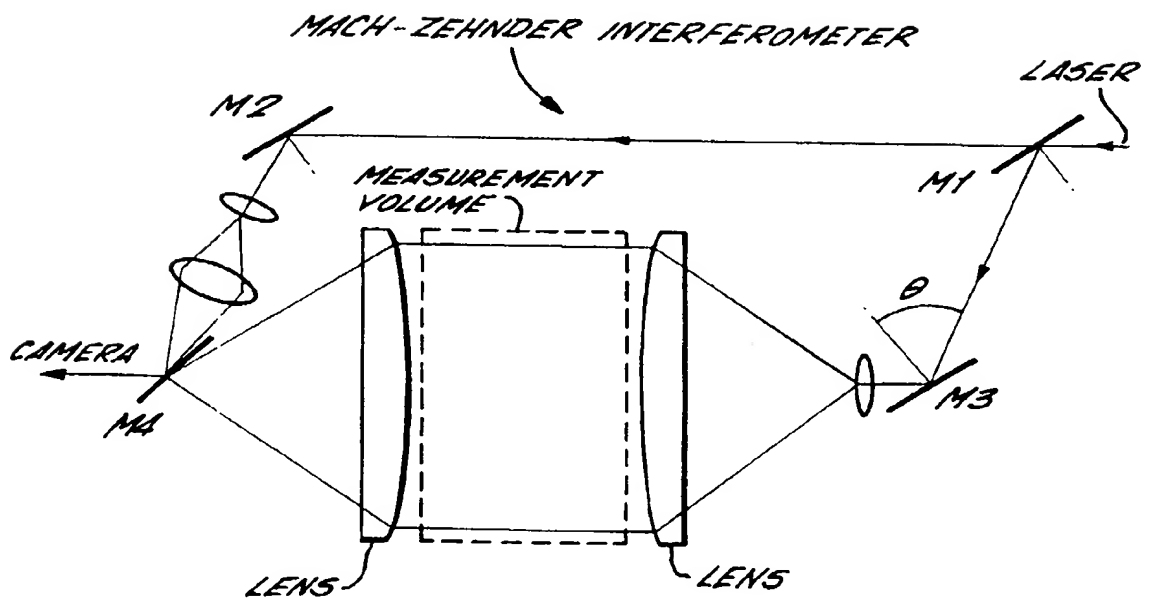 MACH-ZEHNDER INTERFEROMETER
LASER
M2
M1
MEASUREMENT
VOLUME
θ
CAMERA
M4
M3
LENS
LENS